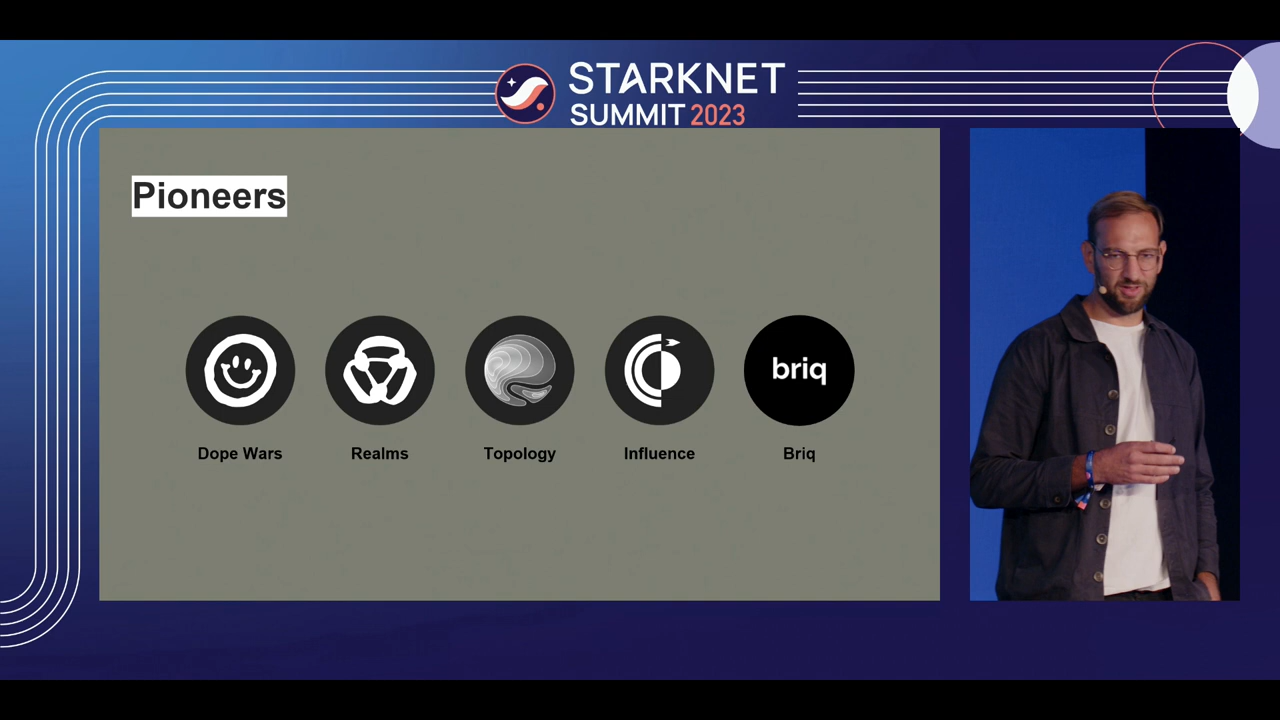 STARKNET
SUMMIT 2023
Pioneers
briq
Dope Wars
Realms
Topology
Influence
Briq